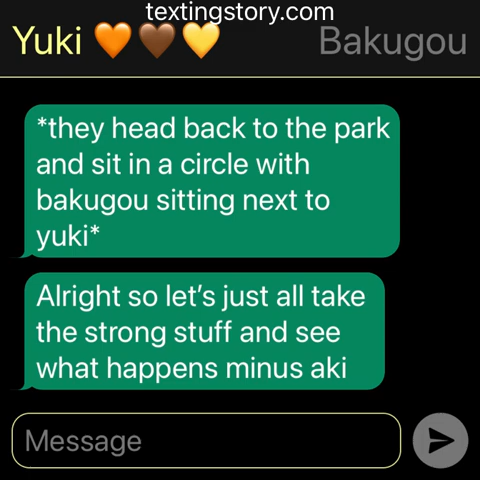 textingstory.com
Yuki 🧡🤎💛 Bakugou
*they head back to the park
and sit in a circle with
bakugou sitting next to
yuki*
Alright so let’s just all take
the strong stuff and see
what happens minus aki
Message